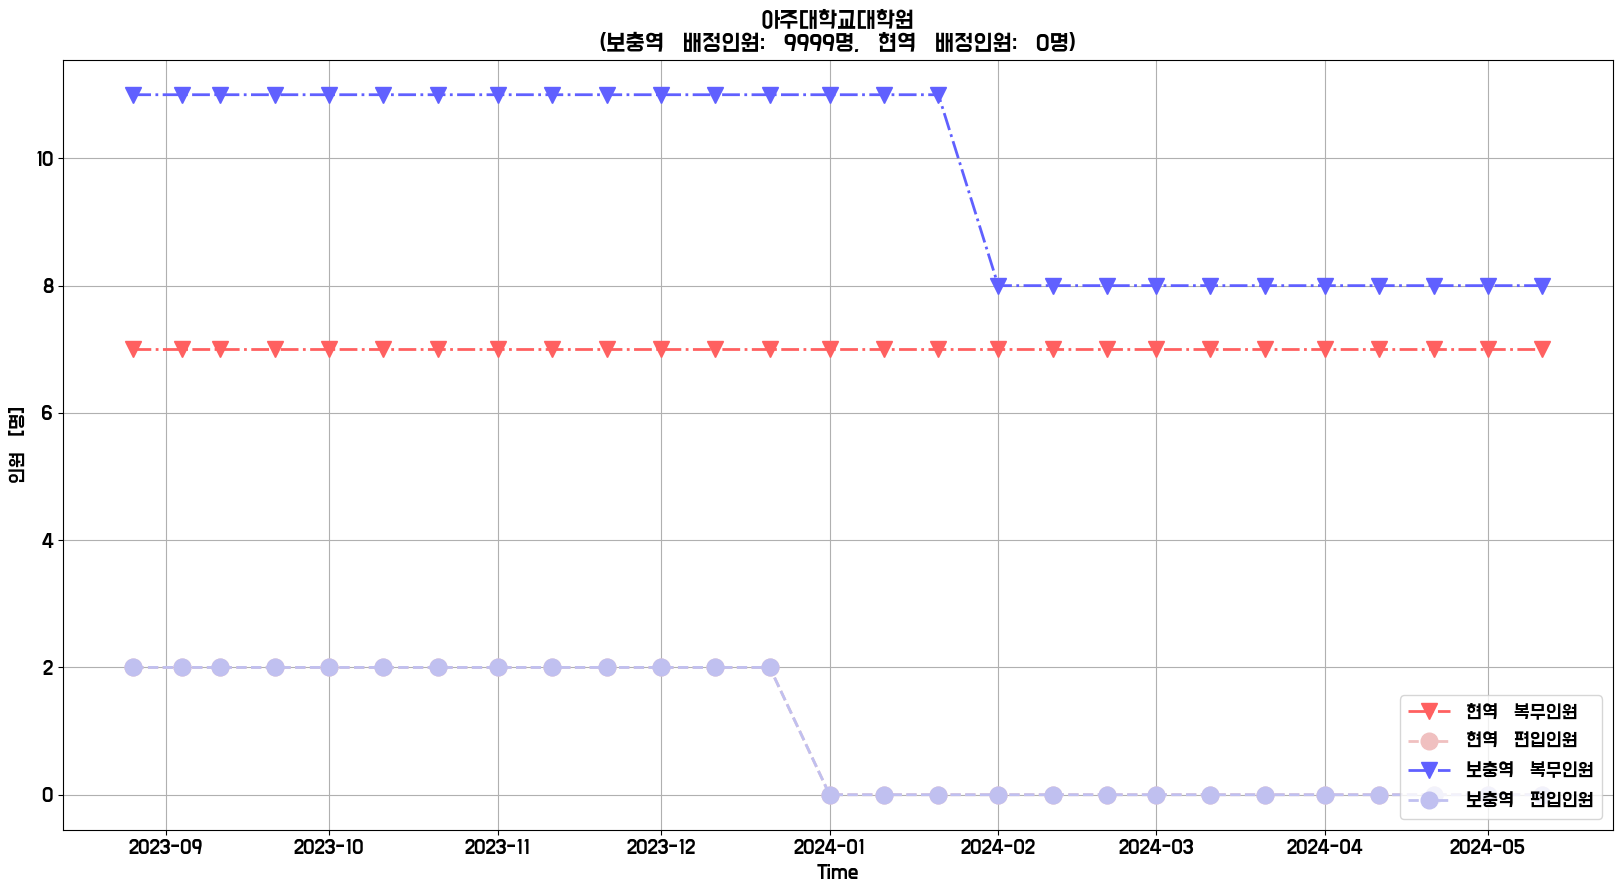 아주대학교대학원
(보충역 배정인원: 9999명, 현역 배정인원: 0명)
인원 [명]
10
8
6
4
2
0
현역 복무인원
현역 편입인원
보충역 복무인원
보충역 편입인원
2023-09 2023-10 2023-11 2023-12 2024-01 2024-02 2024-03 2024-04 2024-05
Time